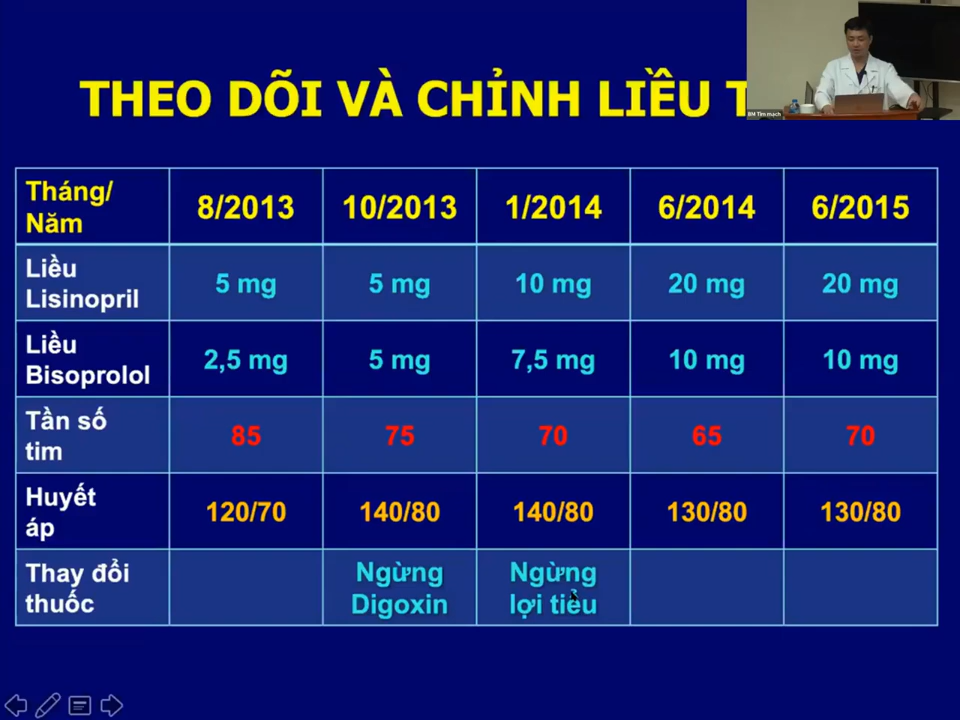 THEO DÕI VÀ CHỈNH LIỀU
BM Tim mạch
Tháng/
Năm
8/2013
10/2013
1/2014
6/2014
6/2015
Liều
Lisinopril
5 mg
5 mg
10 mg
20 mg
20 mg
Liều
Bisoprolol
2,5 mg
5 mg
7,5 mg
10 mg
10 mg
Tần số
tim
85
75
70
65
70
Huyết
áp
120/70
140/80
140/80
130/80
130/80
Thay đổi
thuốc
Ngừng
Digoxin
Ngừng
lợi tiểu